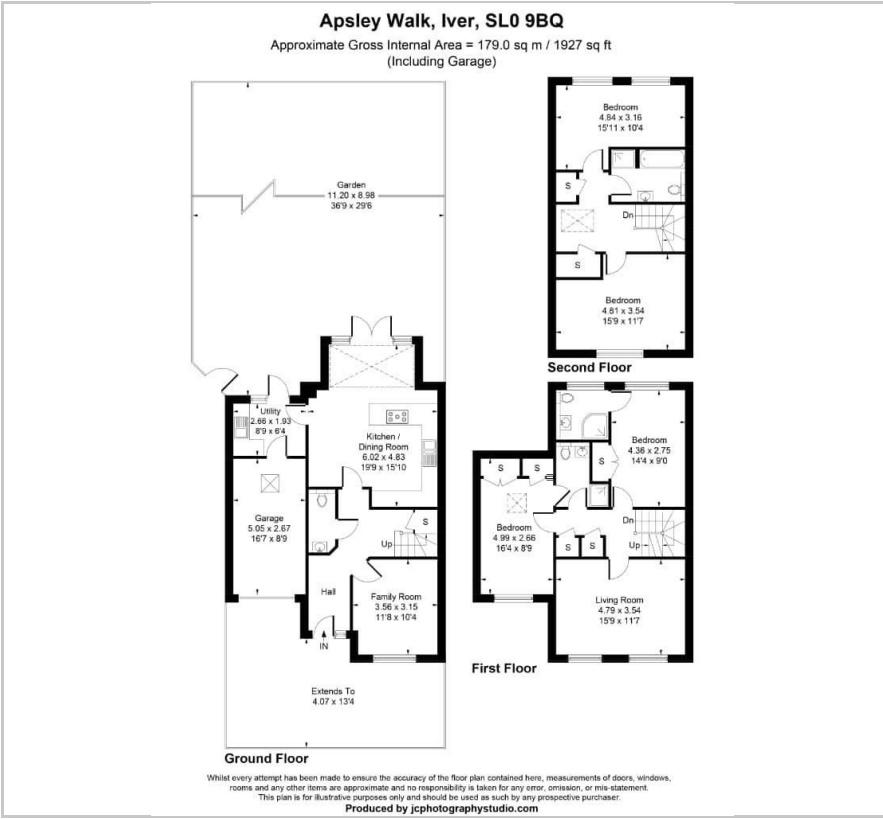 Apsley Walk, Iver, SL0 9BQ
Approximate Gross Internal Area = 179.0 sq m / 1927 sq ft
(Including Garage)
Garden
11.20 x 8.98
36'9 x 29'6
Utility
2.66 x 1.93
8'9 x 6'4
Kitchen /
Dining Room
6.02 x 4.83
19'9 x 15'10
Garage
5.05 x 2.67
16'7 x 8'9
S
Up
Hall
Family Room
3.56 x 3.15
11'8 x 10'4
IN
Extends To
4.07 x 13'4
Ground Floor
Bedroom
4.84 x 3.16
15'11 x 10'4
S
Dn
S
Bedroom
4.81 x 3.54
15'9 x 11'7
Second Floor
Bedroom
4.36 x 2.75
14'4 x 9'0
S
S
S
Bedroom
4.99 x 2.66
16'4 x 8'9
Dn
Up
S
S
Living Room
4.79 x 3.54
15'9 x 11'7
First Floor
Whilst every attempt has been made to ensure the accuracy of the floor plan contained here, measurements of doors, windows,
rooms and any other items are approximate and no responsibility is taken for any error, omission, or mis-statement.
This plan is for illustrative purposes only and should be used as such by any prospective purchaser.
Produced by jcphotographystudio.com